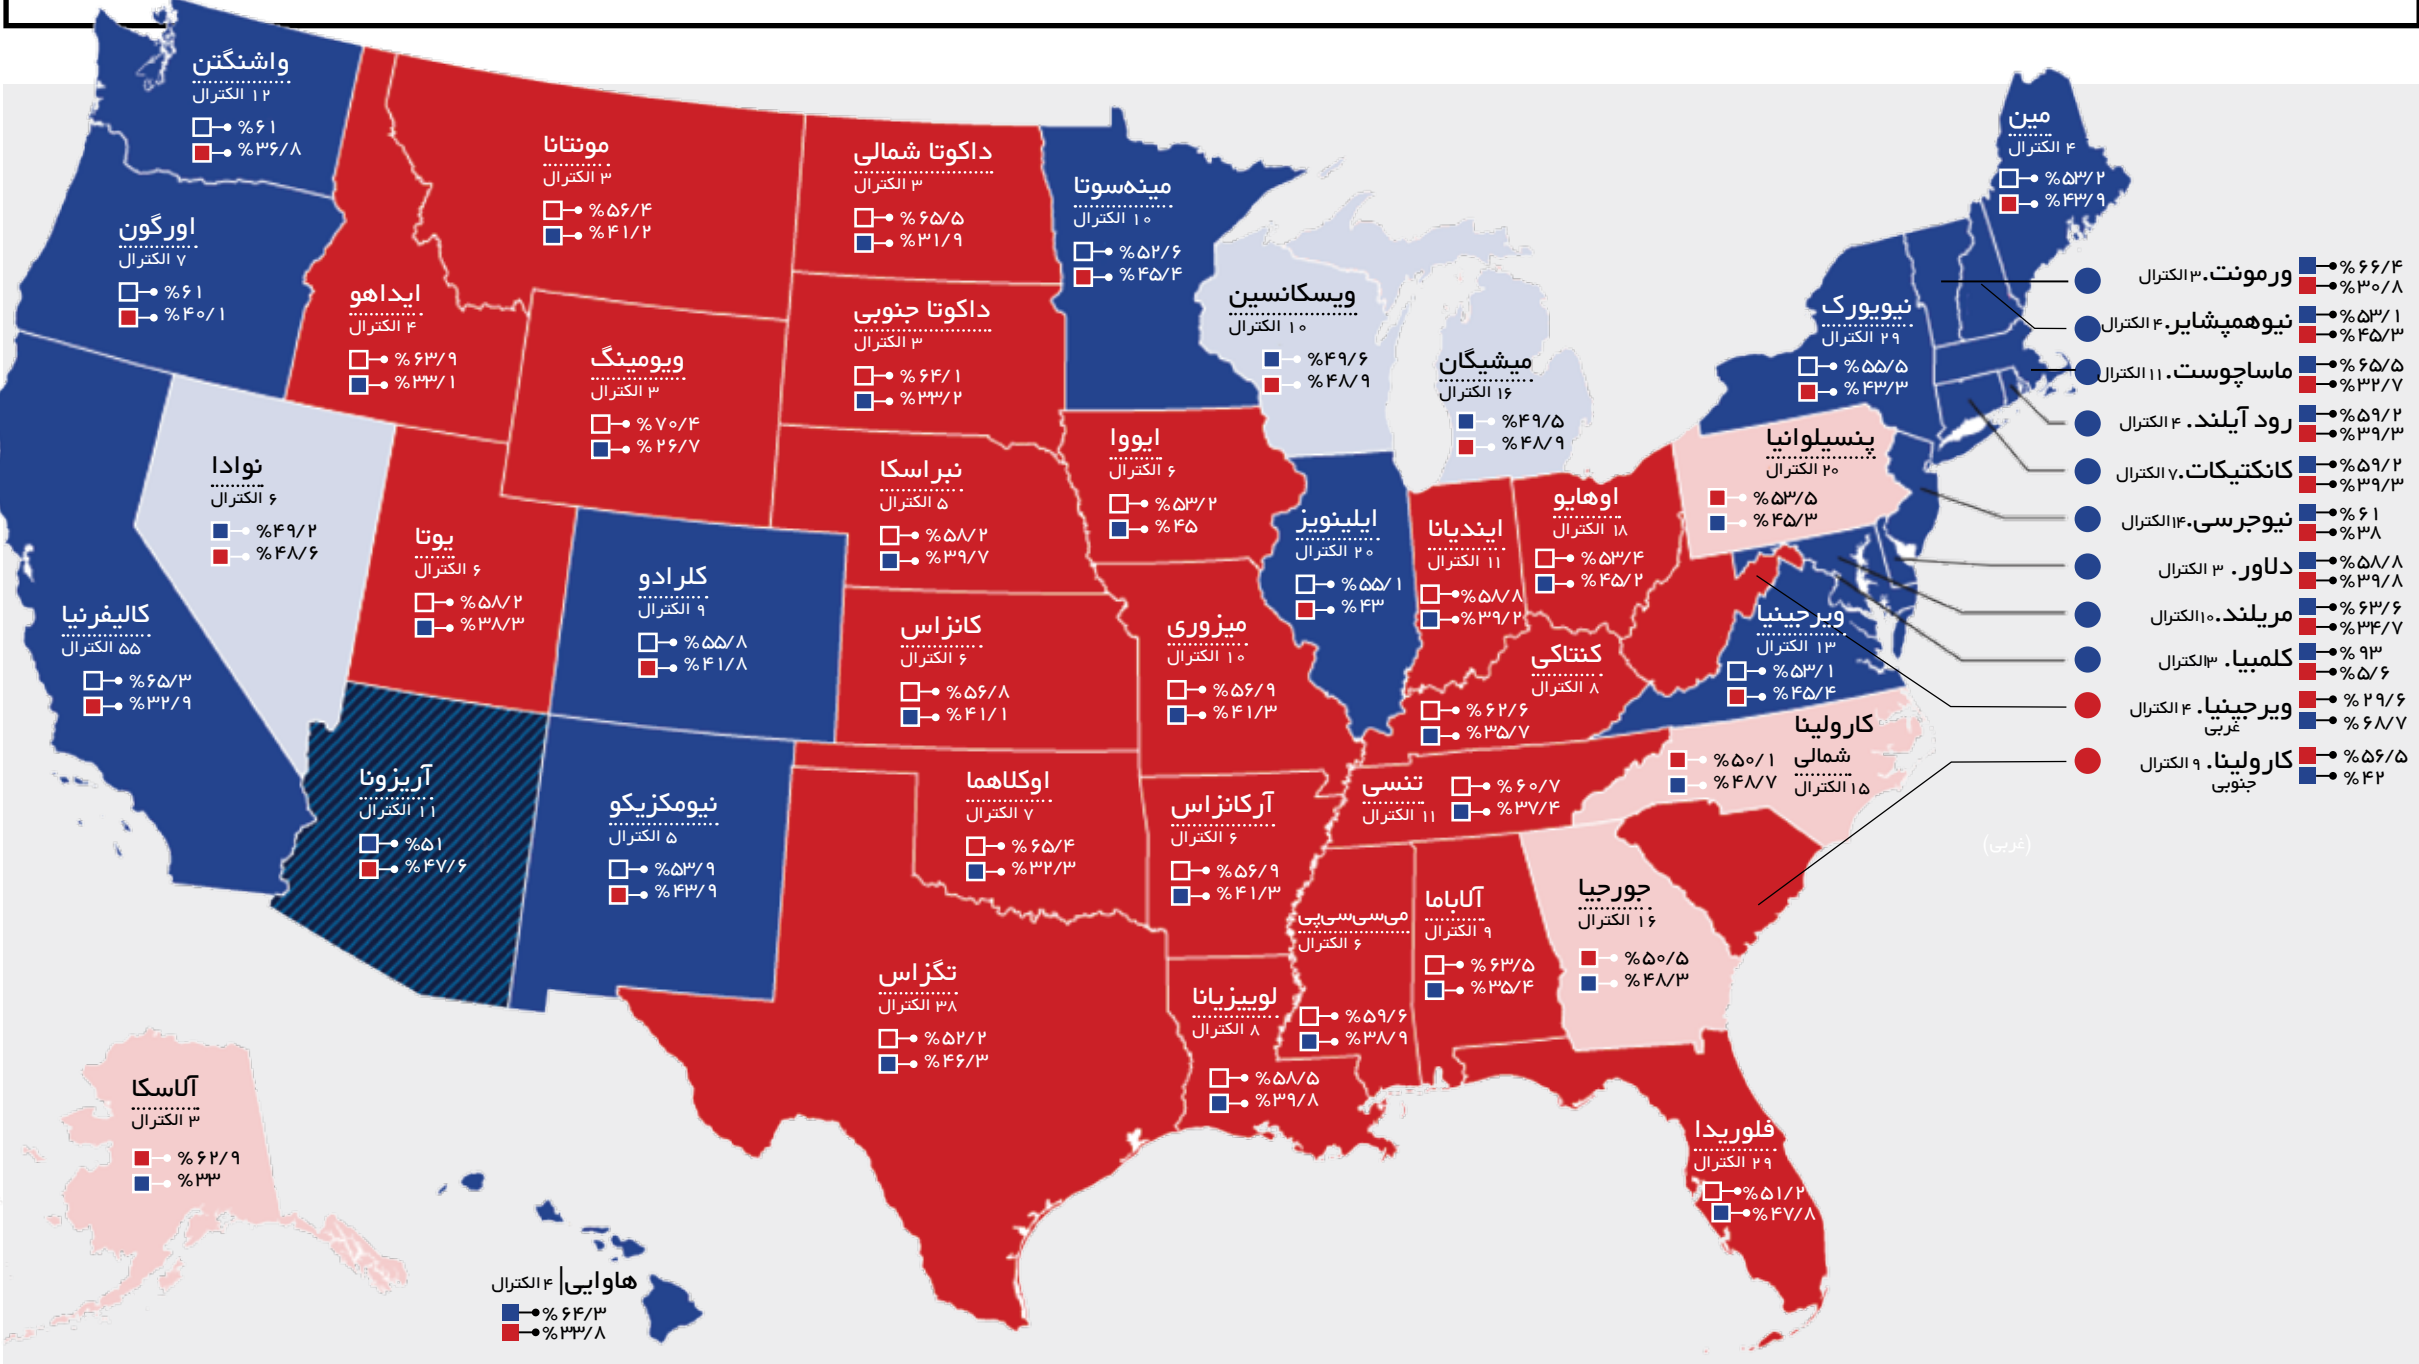 واشنگتن
۱۲ الکترال
%۶۱
%۳۶/۸
اورگون
۷ الکترال
%۶۱
%۴۰/۱
ایداهو
۴ الکترال
%۶۳/۹
%۳۳/۱
مونتانا
۳ الکترال
%۵۶/۴
%۴۱/۲
ویومینگ
۳ الکترال
%۷۰/۴
%۲۶/۷
داکوتا شمالی
۳ الکترال
%۶۵/۵
%۳۱/۹
داکوتا جنوبی
۳ الکترال
%۶۴/۱
%۳۳/۲
نبراسکا
۵ الکترال
%۵۸/۲
%۳۹/۷
مینه‌سوتا
۱۰ الکترال
%۵۲/۶
%۴۵/۴
ویسکانسین
۱۰ الکترال
%۴۹/۶
%۴۸/۹
میشیگان
۱۶ الکترال
%۴۹/۵
%۴۸/۹
ایووا
۶ الکترال
%۵۳/۲
%۴۵
نوادا
۶ الکترال
%۴۹/۲
%۴۸/۶
کالیفرنیا
۵۵ الکترال
%۶۵/۳
%۳۲/۹
یوتا
۶ الکترال
%۵۸/۲
%۳۸/۳
کلرادو
۹ الکترال
%۵۵/۸
%۴۱/۸
کانزاس
۶ الکترال
%۵۶/۸
%۴۱/۱
میزوری
۱۰ الکترال
%۵۶/۹
%۴۱/۳
ایلینویز
۲۰ الکترال
%۵۵/۱
%۴۳
ایندیانا
۱۱ الکترال
%۵۸/۸
%۳۹/۲
اوهایو
۱۸ الکترال
%۵۳/۴
%۴۵/۲
کنتاکی
۸ الکترال
%۶۲/۶
%۳۵/۷
پنسیلوانیا
۲۰ الکترال
%۵۳/۵
%۴۵/۳
نیویورک
۲۹ الکترال
%۵۵/۵
%۴۳/۳
مین
۴ الکترال
%۵۳/۲
%۴۳/۹
ویرجینیا
۱۳ الکترال
%۵۳/۱
%۴۵/۴
کارولینا
شمالی
۱۵ الکترال
%۵۰/۱
%۴۸/۷
تنسی
۱۱ الکترال
%۶۰/۷
%۳۷/۴
آریزونا
۱۱ الکترال
%۵۱
%۴۷/۶
نیومکزیکو
۵ الکترال
%۵۳/۹
%۴۳/۹
اوکلاهما
۷ الکترال
%۶۵/۴
%۳۲/۳
آرکانزاس
۶ الکترال
%۵۶/۹
%۴۱/۳
تگزاس
۳۸ الکترال
%۵۲/۲
%۴۶/۳
لوییزیانا
۸ الکترال
%۵۸/۵
%۳۹/۸
می‌سی‌سی‌پی
۶ الکترال
%۵۹/۶
%۳۸/۹
آلاباما
۹ الکترال
%۶۳/۵
%۳۵/۴
جورجیا
۱۶ الکترال
%۵۰/۵
%۴۸/۳
فلوریدا
۲۹ الکترال
%۵۱/۲
%۴۷/۸
آلاسکا
۳ الکترال
%۶۲/۹
%۳۳
هاوایی| ۴ الکترال
%۶۴/۳
%۳۳/۸
ورمونت. ۳ الکترال
%۶۶/۴
%۳۰/۸
نیوهمپشایر. ۴ الکترال
%۵۳/۱
%۴۵/۳
ماساچوست. ۱۱ الکترال
%۶۵/۵
%۳۲/۷
رود آیلند. ۴ الکترال
%۵۹/۲
%۳۹/۳
کانکتیکات. ۷ الکترال
%۵۹/۲
%۳۹/۳
نیوجرسی. ۱۴ الکترال
%۶۱
%۳۸
دلاور. ۳ الکترال
%۵۸/۸
%۳۹/۸
مریلند. ۱۰ الکترال
%۶۳/۶
%۳۴/۷
کلمبیا. ۳ الکترال
%۹۳
%۵/۶
ویرجینیا. ۴ الکترال
غربی
%۲۹/۶
%۶۸/۷
کارولینا. ۹ الکترال
جنوبی
%۵۶/۵
%۴۲
(غربی)